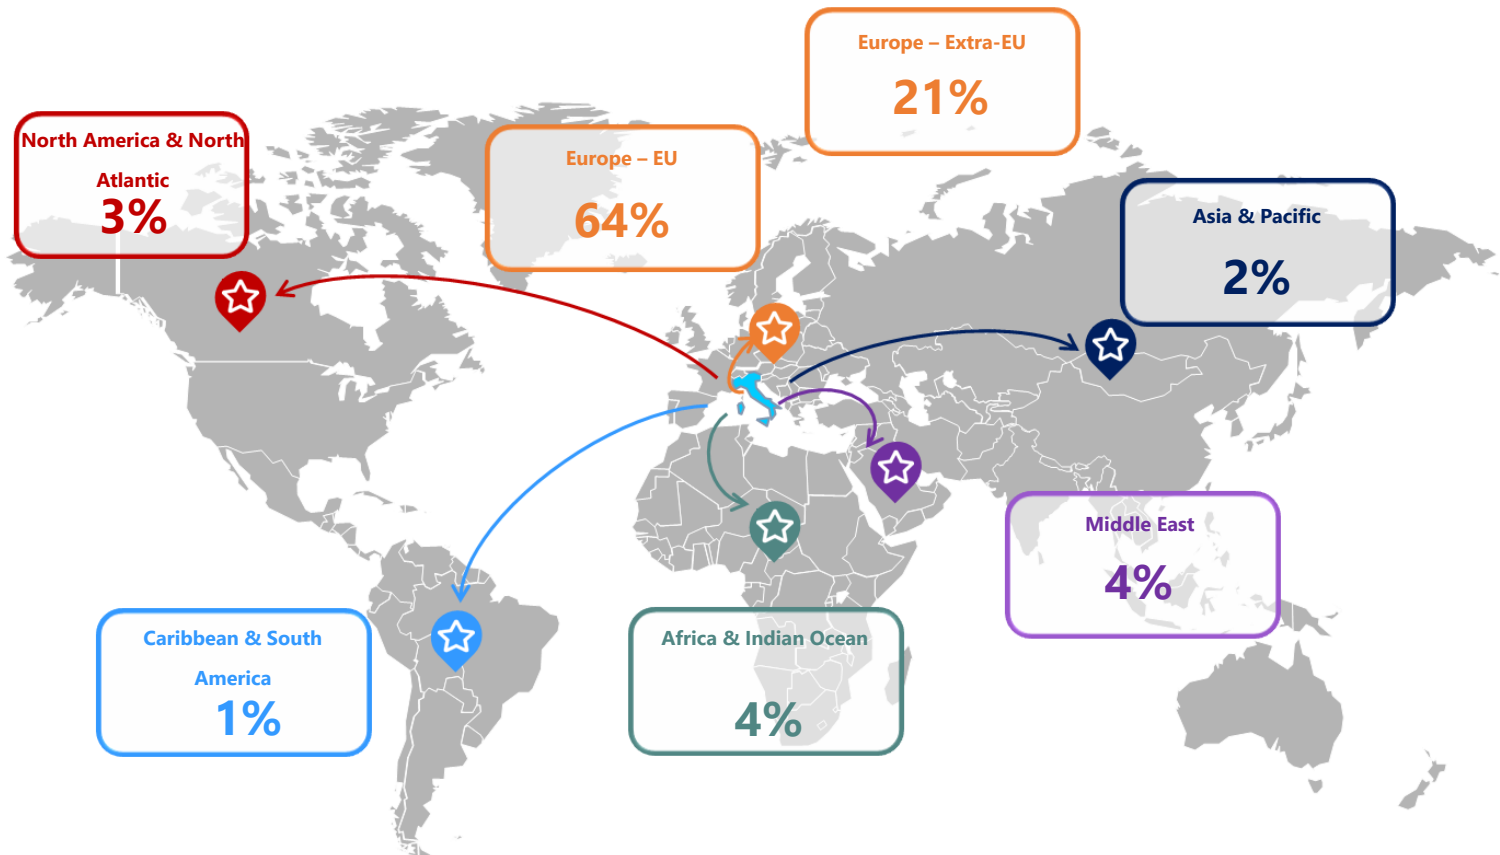 Europe – Extra-EU
21%
North America & North
Atlantic
3%
Europe – EU
64%
Asia & Pacific
2%
Middle East
4%
Caribbean & South
America
1%
Africa & Indian Ocean
4%